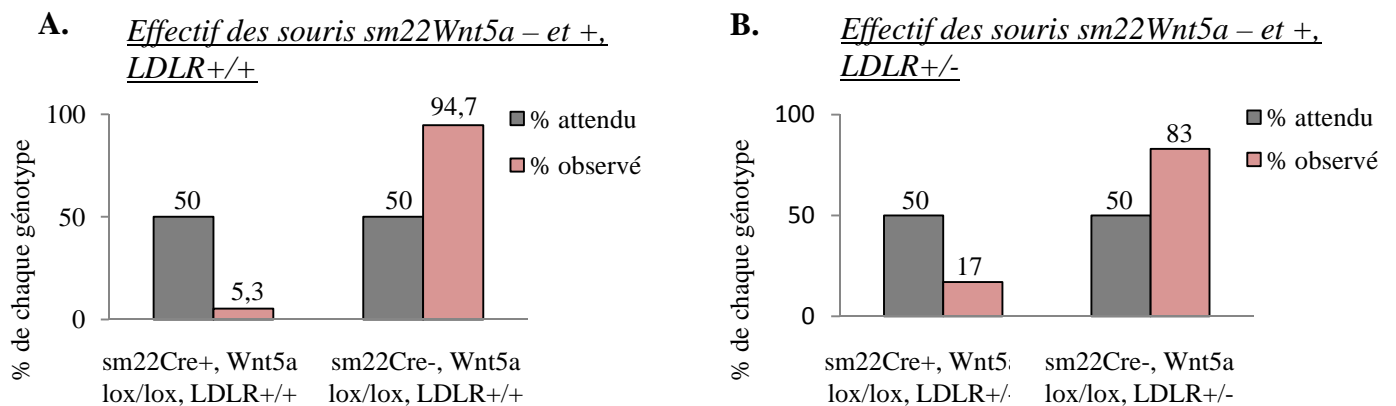 A.
Effectif des souris sm22Wnt5a – et +,
LDLR+/+
% de chaque génotype
100
50
0
50
5,3
50
94,7
% attendu
% observé
sm22Cre+, Wnt5a
lox/lox, LDLR+/+
sm22Cre-, Wnt5a
lox/lox, LDLR+/+
B.
Effectif des souris sm22Wnt5a – et +,
LDLR+/-
% de chaque génotype
100
50
0
50
17
50
83
% attendu
% observé
sm22Cre+, Wnt5a
lox/lox, LDLR+/-
sm22Cre-, Wnt5a
lox/lox, LDLR+/-